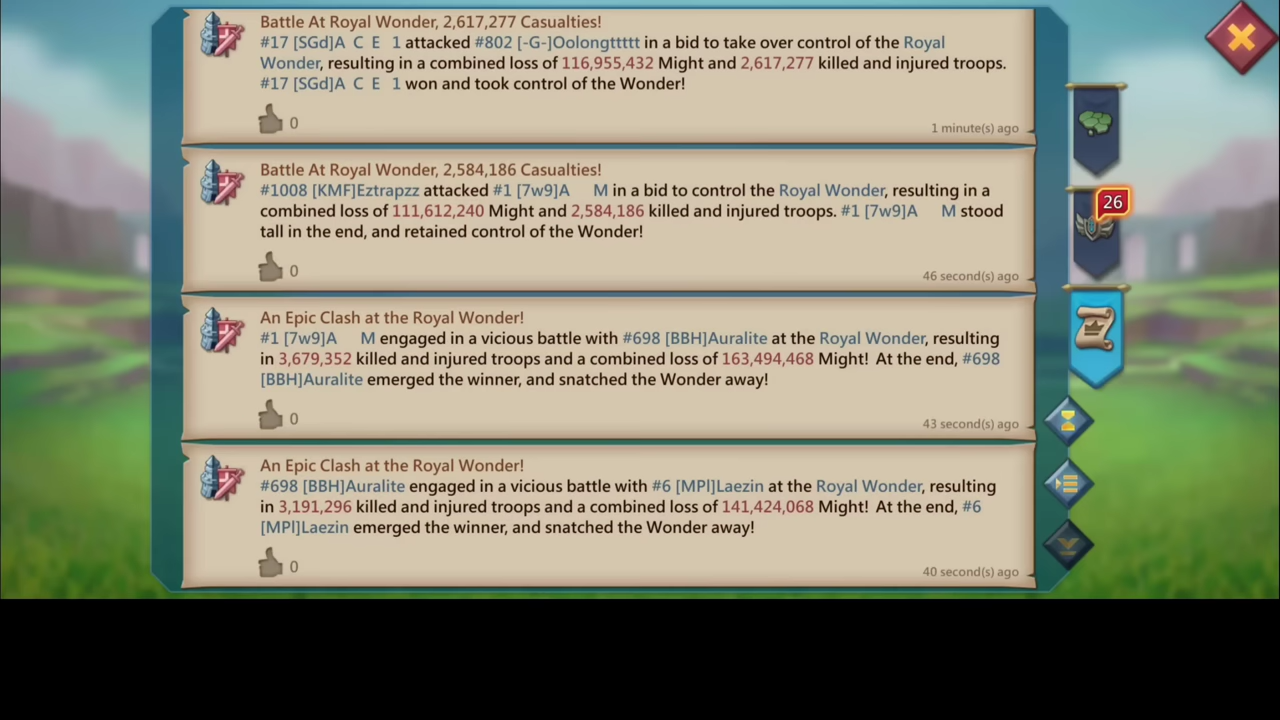 Battle At Royal Wonder, 2,617,277 Casualties!
#17 [SGd]A C E 1 attacked #802 [-G-]Oolongttttt in a bid to take over control of the Royal
Wonder, resulting in a combined loss of 116,955,432 Might and 2,617,277 killed and injured troops.
#17 [SGd]A C E 1 won and took control of the Wonder!
0
1 minute(s) ago
26
Battle At Royal Wonder, 2,584,186 Casualties!
#1008 [KMF]Eztrapzz attacked #1 [7w9]A M in a bid to control the Royal Wonder, resulting in a
combined loss of 111,612,240 Might and 2,584,186 killed and injured troops. #1 [7w9]A M stood
tall in the end, and retained control of the Wonder!
0
46 second(s) ago
An Epic Clash at the Royal Wonder!
#1 [7w9]A M engaged in a vicious battle with #698 [BBH]Auralite at the Royal Wonder, resulting
in 3,679,352 killed and injured troops and a combined loss of 163,494,468 Might! At the end, #698
[BBH]Auralite emerged the winner, and snatched the Wonder away!
0
43 second(s) ago
An Epic Clash at the Royal Wonder!
#698 [BBH]Auralite engaged in a vicious battle with #6 [MPl]Laezin at the Royal Wonder, resulting
in 3,191,296 killed and injured troops and a combined loss of 141,424,068 Might! At the end, #6
[MPl]Laezin emerged the winner, and snatched the Wonder away!
0
40 second(s) ago